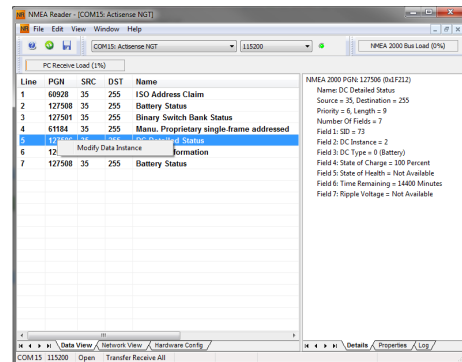 NMEA Reader - [COM15: Actisense NGT]
File Edit View Window Help
COM15: Actisense NGT 115200 NMEA 2000 Bus Load (0%)
PC Receive Load (1%)
Line PGN SRC DST Name
1 60928 35 255 ISO Address Claim
2 127508 35 255 Battery Status
3 127501 35 255 Binary Switch Bank Status
4 61184 35 255 Manu. Proprietary single-frame addressed
5 Status
Modify Data Instance
6 formation
7 127508 35 255 Battery Status
NMEA 2000 PGN: 127506 (0x1F212)
Name: DC Detailed Status
Source = 35, Destination = 255
Priority = 6, Length = 9
Number Of Fields = 7
Field 1: SID = 73
Field 2: DC Instance = 2
Field 3: DC Type = 0 (Battery)
Field 4: State of Charge = 100 Percent
Field 5: State of Health = Not Available
Field 6: Time Remaining = 14400 Minutes
Field 7: Ripple Voltage = Not Available
Data View Network View Hardware Config
Details Properties Log
COM15 115200 Open Transfer Receive All